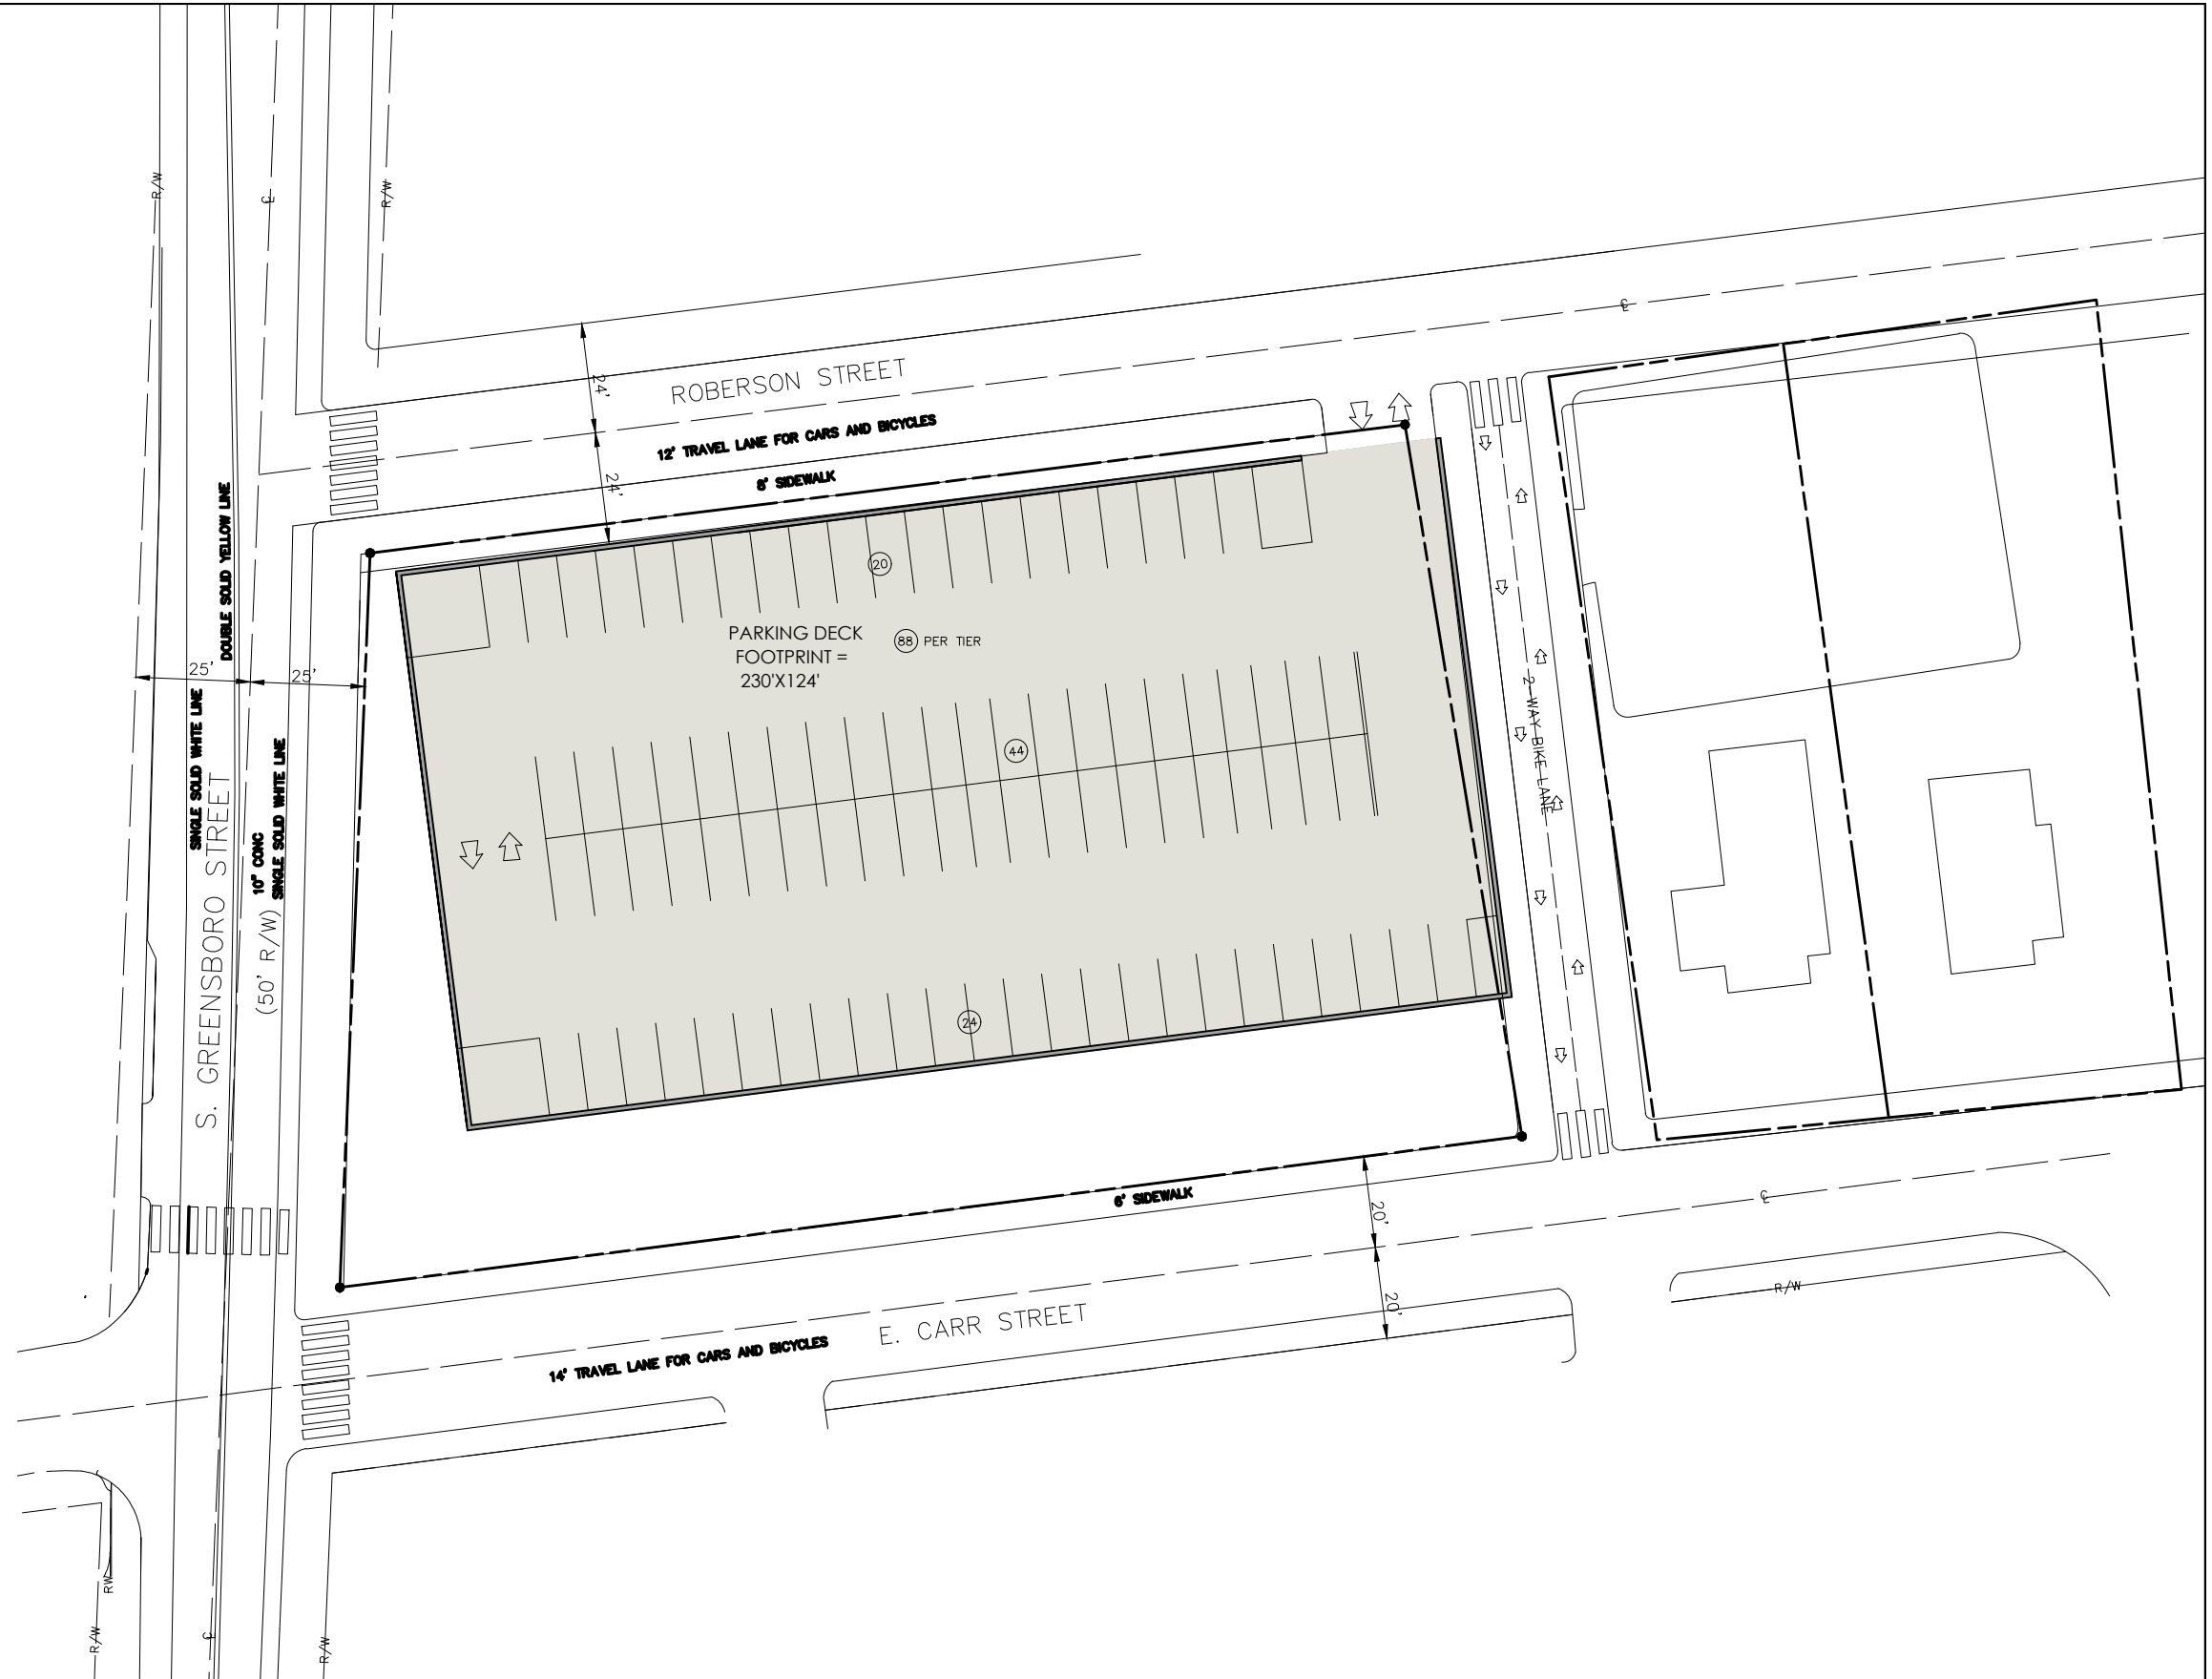 R/W
℄
R/W
℄
24'
ROBERSON STREET
12' TRAVEL LANE FOR CARS AND BICYCLES
24'
8' SIDEWALK
DOUBLE SOLID YELLOW LINE
20
PARKING DECK
FOOTPRINT =
230'X124'
88 PER TIER
25'
25'
SINGLE SOLID WHITE LINE
S. GREENSBORO STREET
10" CONC
SINGLE SOLID WHITE LINE
(50' R/W)
44
2-WAY BIKE LANE
24
6' SIDEWALK
20'
℄
20'
R/W
E. CARR STREET
14' TRAVEL LANE FOR CARS AND BICYCLES
RW
R/W
℄
R/W